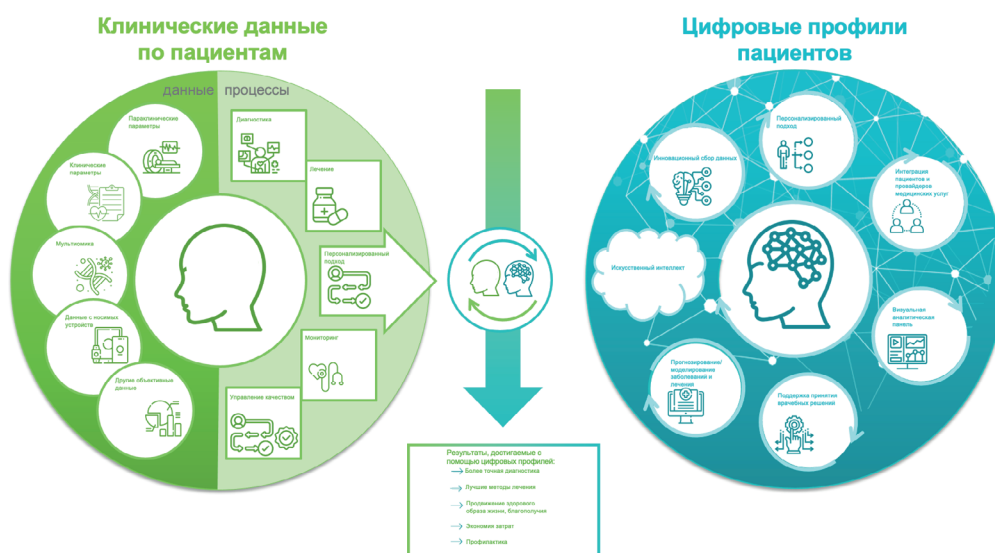 Клинические данные
по пациентам
данные процессы
Параклинические
параметры
Клинические
параметры
Мультиомика
Данные с носимых
устройств
Другие объективные
данные
Диагностика
Лечение
Персонализированный
подход
Мониторинг
Управление качеством
Результаты, достигаемые с
помощью цифровых профилей:
Более точная диагностика
Лучшие методы лечения
Продвижение здорового
образа жизни, благополучия
Экономия затрат
Профилактика
Цифровые профили
пациентов
Персонализированный
подход
Инновационный сбор данных
Интеграция
пациентов и
провайдеров
медицинских услуг
Искусственный интеллект
Визуальная
аналитическая
панель
Прогнозирование/
моделирование
заболеваний и
лечения
Поддержка принятия
врачебных решений